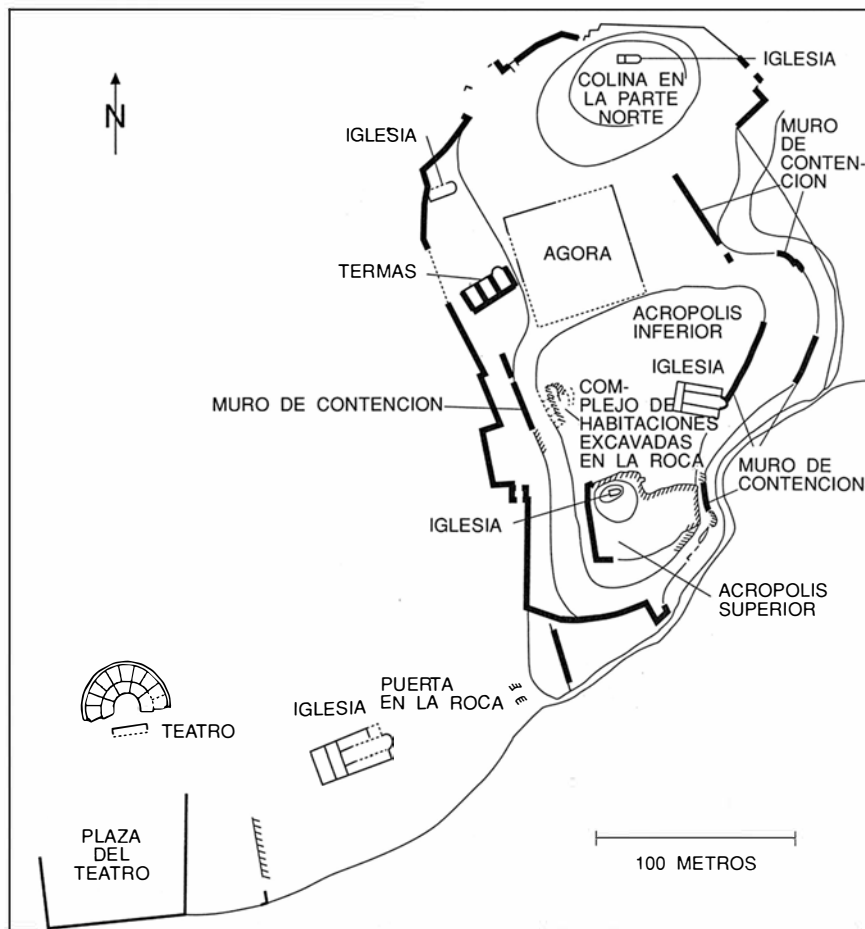 IGLESIA
COLINA EN
LA PARTE
NORTE
N
IGLESIA
MURO
DE
CONTEN-
CION
AGORA
TERMAS
ACROPOLIS
INFERIOR
IGLESIA
COM-
PLEJO DE
HABITACIONES
EXCAVADAS
EN LA ROCA
MURO DE CONTENCION
MURO DE
CONTENCION
IGLESIA
ACROPOLIS
SUPERIOR
PUERTA
EN LA ROCA
IGLESIA
TEATRO
PLAZA
DEL
TEATRO
100 METROS